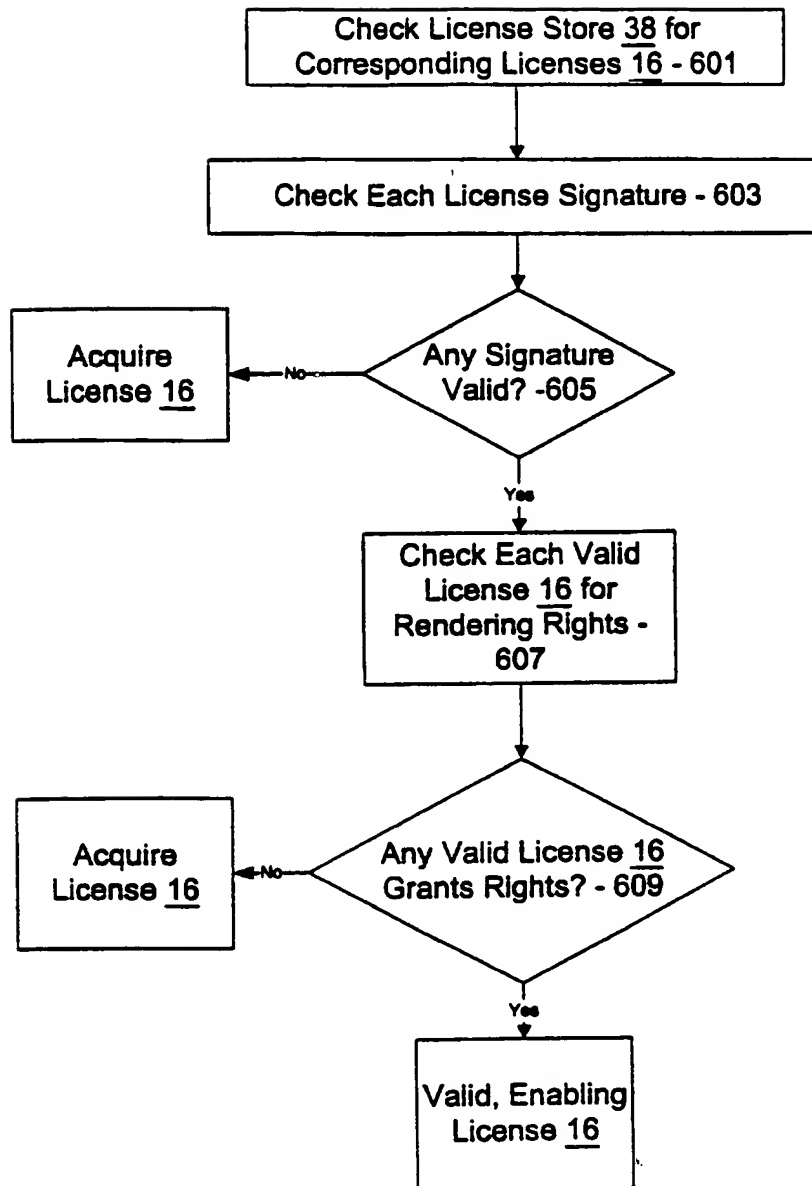 Check License Store 38 for
Corresponding Licenses 16 - 601
Check Each License Signature - 603
Acquire
License 16
No
Any Signature
Valid? -605
Yes
Check Each Valid
License 16 for
Rendering Rights -
607
Acquire
License 16
No
Any Valid License 16
Grants Rights? - 609
Yes
Valid, Enabling
License 16